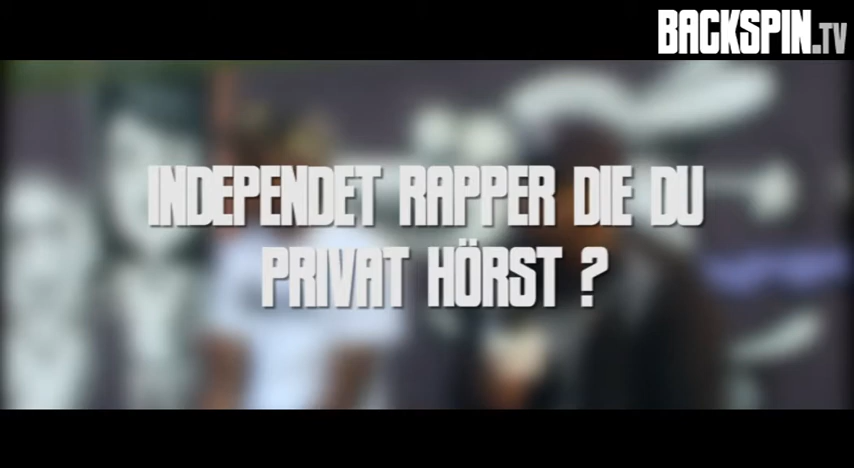 BACKSPIN.TV
INDEPENDET RAPPER DIE DU
PRIVAT HÖRST ?